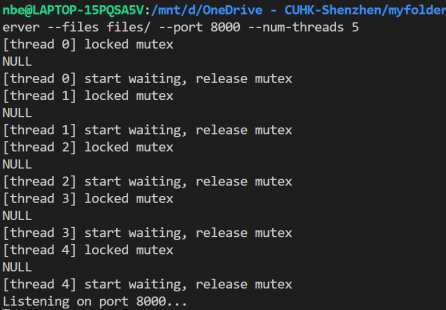 nbe@LAPTOP-15PQSA5V:/mnt/d/OneDrive - CUHK-Shenzhen/myfolder
erver --files files/ --port 8000 --num-threads 5
[thread 0] locked mutex
NULL
[thread 0] start waiting, release mutex
[thread 1] locked mutex
NULL
[thread 1] start waiting, release mutex
[thread 2] locked mutex
NULL
[thread 2] start waiting, release mutex
[thread 3] locked mutex
NULL
[thread 3] start waiting, release mutex
[thread 4] locked mutex
NULL
[thread 4] start waiting, release mutex
Listening on port 8000...